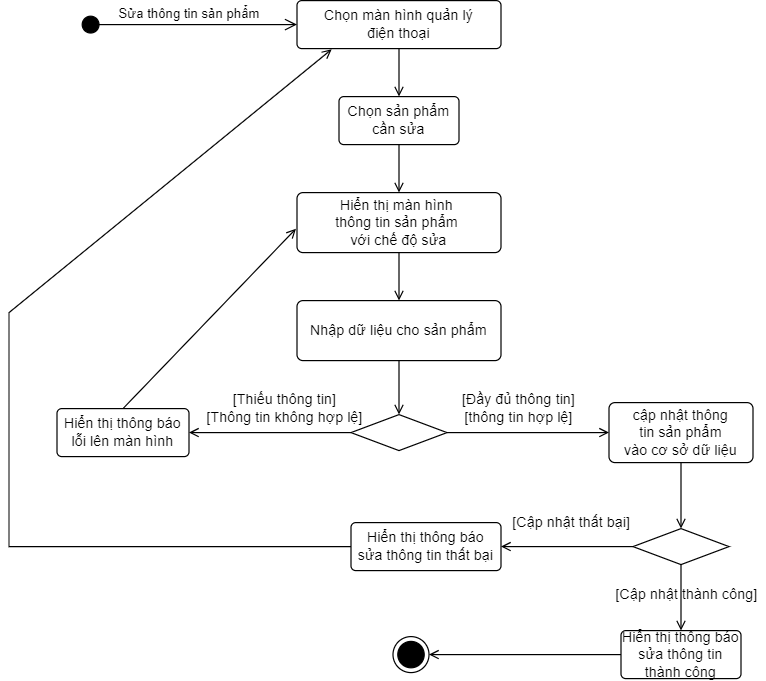 Sửa thông tin sản phẩm
Chọn màn hình quản lý
điện thoại
Chọn sản phẩm
cần sửa
Hiển thị màn hình
thông tin sản phẩm
với chế độ sửa
Nhập dữ liệu cho sản phẩm
[Thiếu thông tin]
[Thông tin không hợp lệ]
[Đầy đủ thông tin]
[thông tin hợp lệ]
Hiển thị thông báo
lỗi lên màn hình
cập nhật thông
tin sản phẩm
vào cơ sở dữ liệu
[Cập nhật thất bại]
Hiển thị thông báo
sửa thông tin thất bại
[Cập nhật thành công]
Hiển thị thông báo
sửa thông tin
thành công